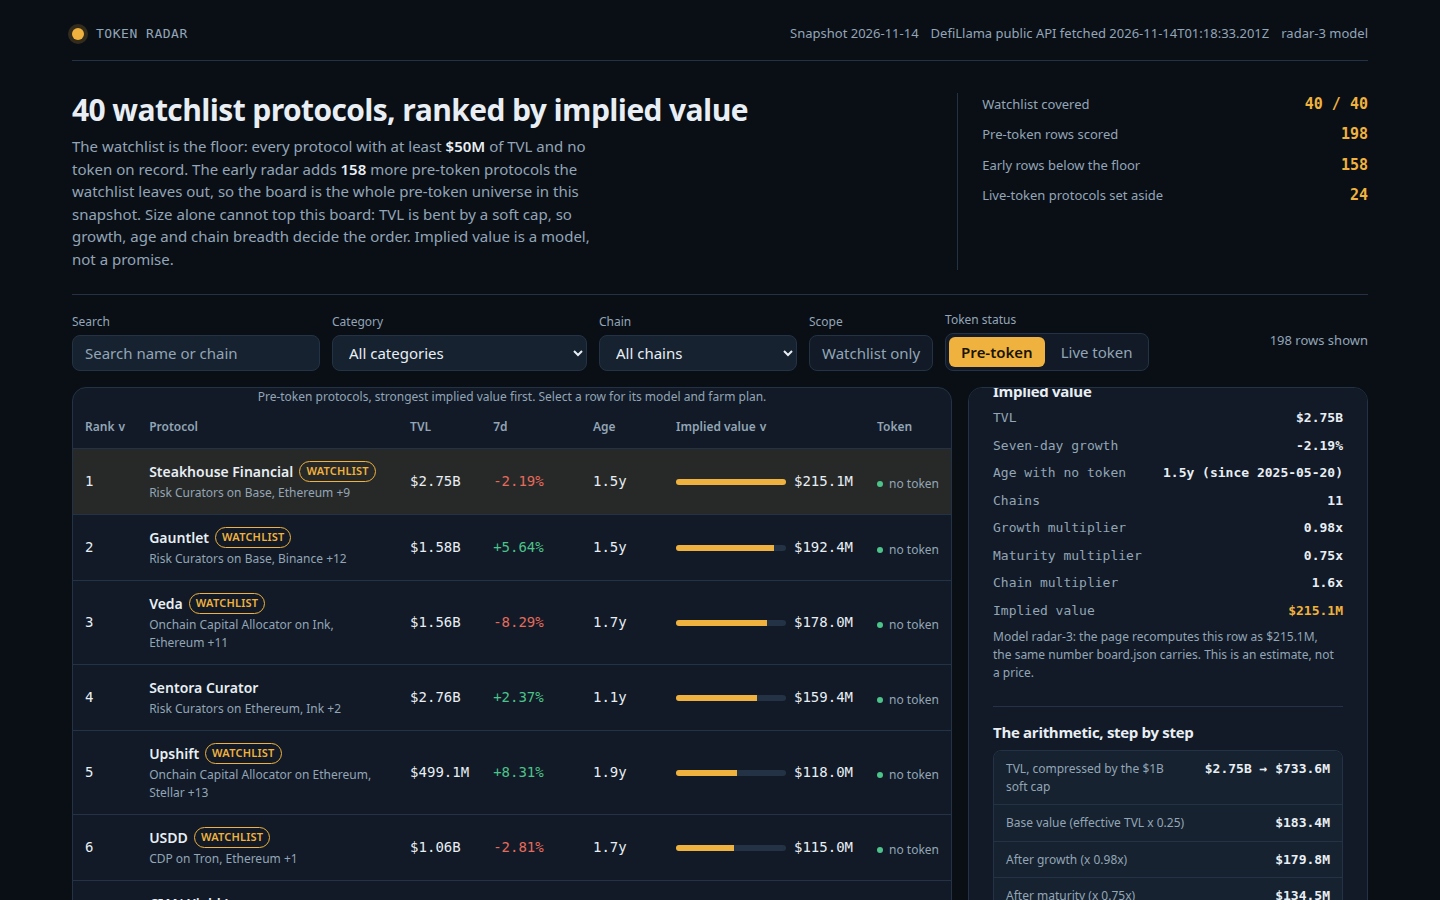 TOKEN RADAR
Snapshot 2026-11-14 DefiLlama public API fetched 2026-11-14T01:18:33.201Z radar-3 model
40 watchlist protocols, ranked by implied value
The watchlist is the floor: every protocol with at least $50M of TVL and no
token on record. The early radar adds 158 more pre-token protocols the
watchlist leaves out, so the board is the whole pre-token universe in this
snapshot. Size alone cannot top this board: TVL is bent by a soft cap, so
growth, age and chain breadth decide the order. Implied value is a model,
not a promise.
Watchlist covered 40 / 40
Pre-token rows scored 198
Early rows below the floor 158
Live-token protocols set aside 24
Search
Search name or chain
Category
All categories
Chain
All chains
Scope
Watchlist only
Token status
Pre-token Live token
198 rows shown
Pre-token protocols, strongest implied value first. Select a row for its model and farm plan.
Rank v Protocol TVL 7d Age Implied value v Token
1 Steakhouse Financial WATCHLIST $2.75B -2.19% 1.5y $215.1M no token
Risk Curators on Base, Ethereum +9
2 Gauntlet WATCHLIST $1.58B +5.64% 1.5y $192.4M no token
Risk Curators on Base, Binance +12
3 Veda WATCHLIST $1.56B -8.29% 1.7y $178.0M no token
Onchain Capital Allocator on Ink,
Ethereum +11
4 Sentora Curator $2.76B +2.37% 1.1y $159.4M no token
Risk Curators on Ethereum, Ink +2
5 Upshift WATCHLIST $499.1M +8.31% 1.9y $118.0M no token
Onchain Capital Allocator on Ethereum,
Stellar +13
6 USDD WATCHLIST $1.06B -2.81% 1.7y $115.0M no token
CDP on Tron, Ethereum +1
Implied value
TVL $2.75B
Seven-day growth -2.19%
Age with no token 1.5y (since 2025-05-20)
Chains 11
Growth multiplier 0.98x
Maturity multiplier 0.75x
Chain multiplier 1.6x
Implied value $215.1M
Model radar-3: the page recomputes this row as $215.1M,
the same number board.json carries. This is an estimate, not
a price.
The arithmetic, step by step
TVL, compressed by the $1B
soft cap $2.75B → $733.6M
Base value (effective TVL x 0.25) $183.4M
After growth (x 0.98x) $179.8M
After maturity (x 0.75x) $134.5M